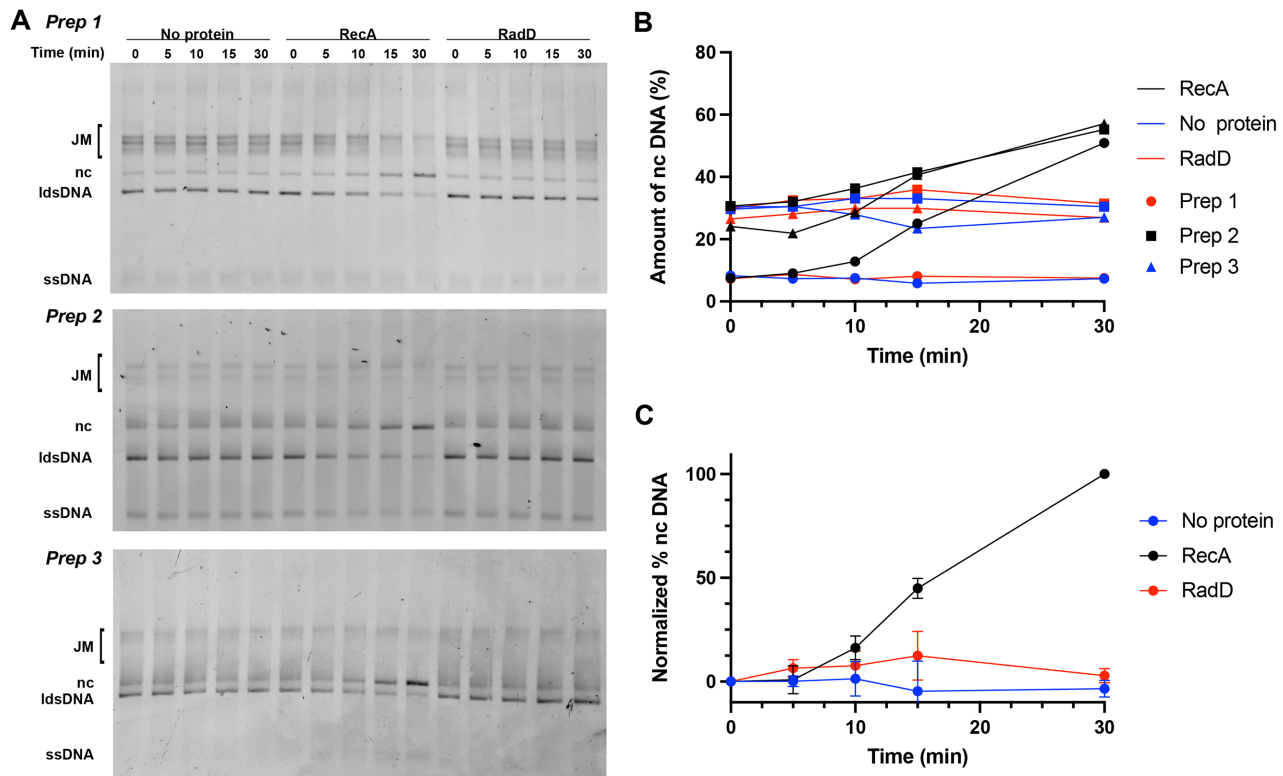 A
Prep 1
No protein RecA RadD
Time (min) 0 5 10 15 30 0 5 10 15 30 0 5 10 15 30
JM
nc
ldsDNA
ssDNA
Prep 2
JM
nc
ldsDNA
ssDNA
Prep 3
JM
nc
ldsDNA
ssDNA
B
Amount of nc DNA (%)
80
60
40
20
0
0 10 20 30
Time (min)
RecA
No protein
RadD
Prep 1
Prep 2
Prep 3
C
Normalized % nc DNA
100
50
0
0 10 20 30
Time (min)
No protein
RecA
RadD